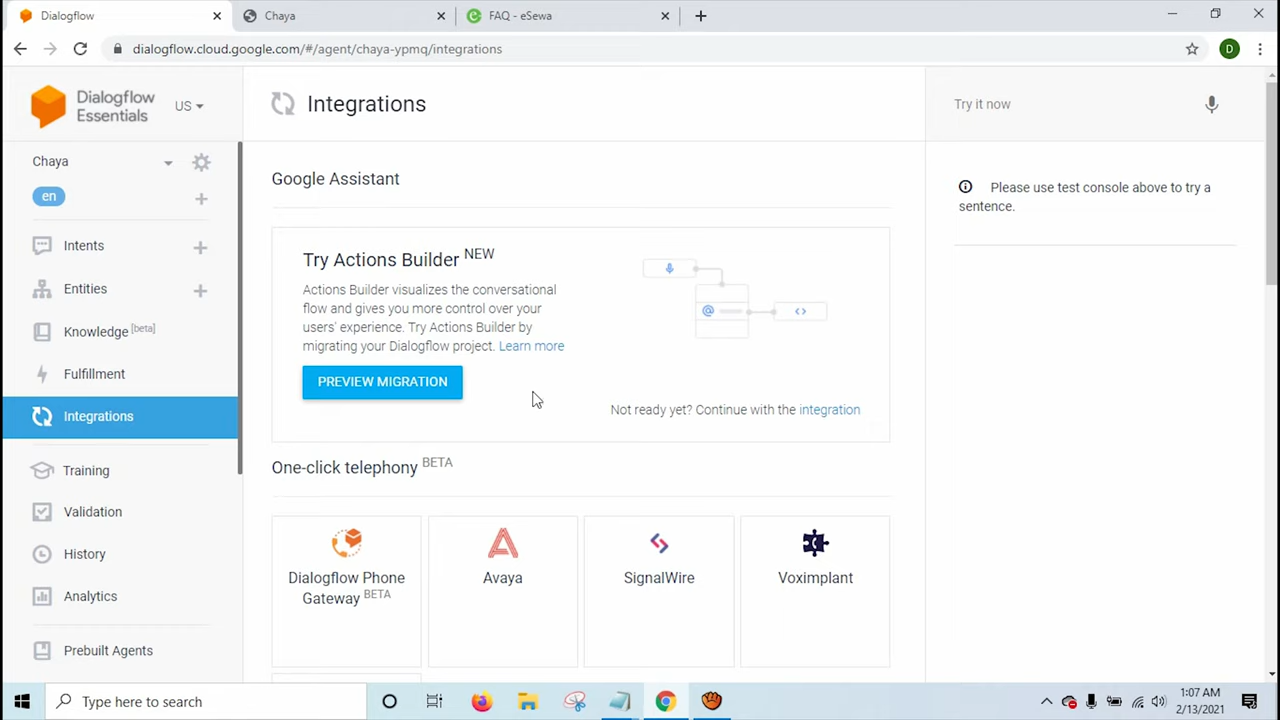 Dialogflow
Chaya
FAQ - eSewa
dialogflow.cloud.google.com/#/agent/chaya-ypmq/integrations
D
Dialogflow
Essentials
US
Integrations
Try it now
Chaya
en
Google Assistant
Please use test console above to try a
sentence.
Intents
Entities
Knowledge [beta]
Fulfillment
Integrations
Training
Validation
History
Analytics
Prebuilt Agents
Try Actions Builder NEW
Actions Builder visualizes the conversational
flow and gives you more control over your
users' experience. Try Actions Builder by
migrating your Dialogflow project. Learn more
PREVIEW MIGRATION
Not ready yet? Continue with the integration
One-click telephony BETA
Dialogflow Phone
Gateway BETA
Avaya
SignalWire
Voximplant
Type here to search
1:07 AM
2/13/2021